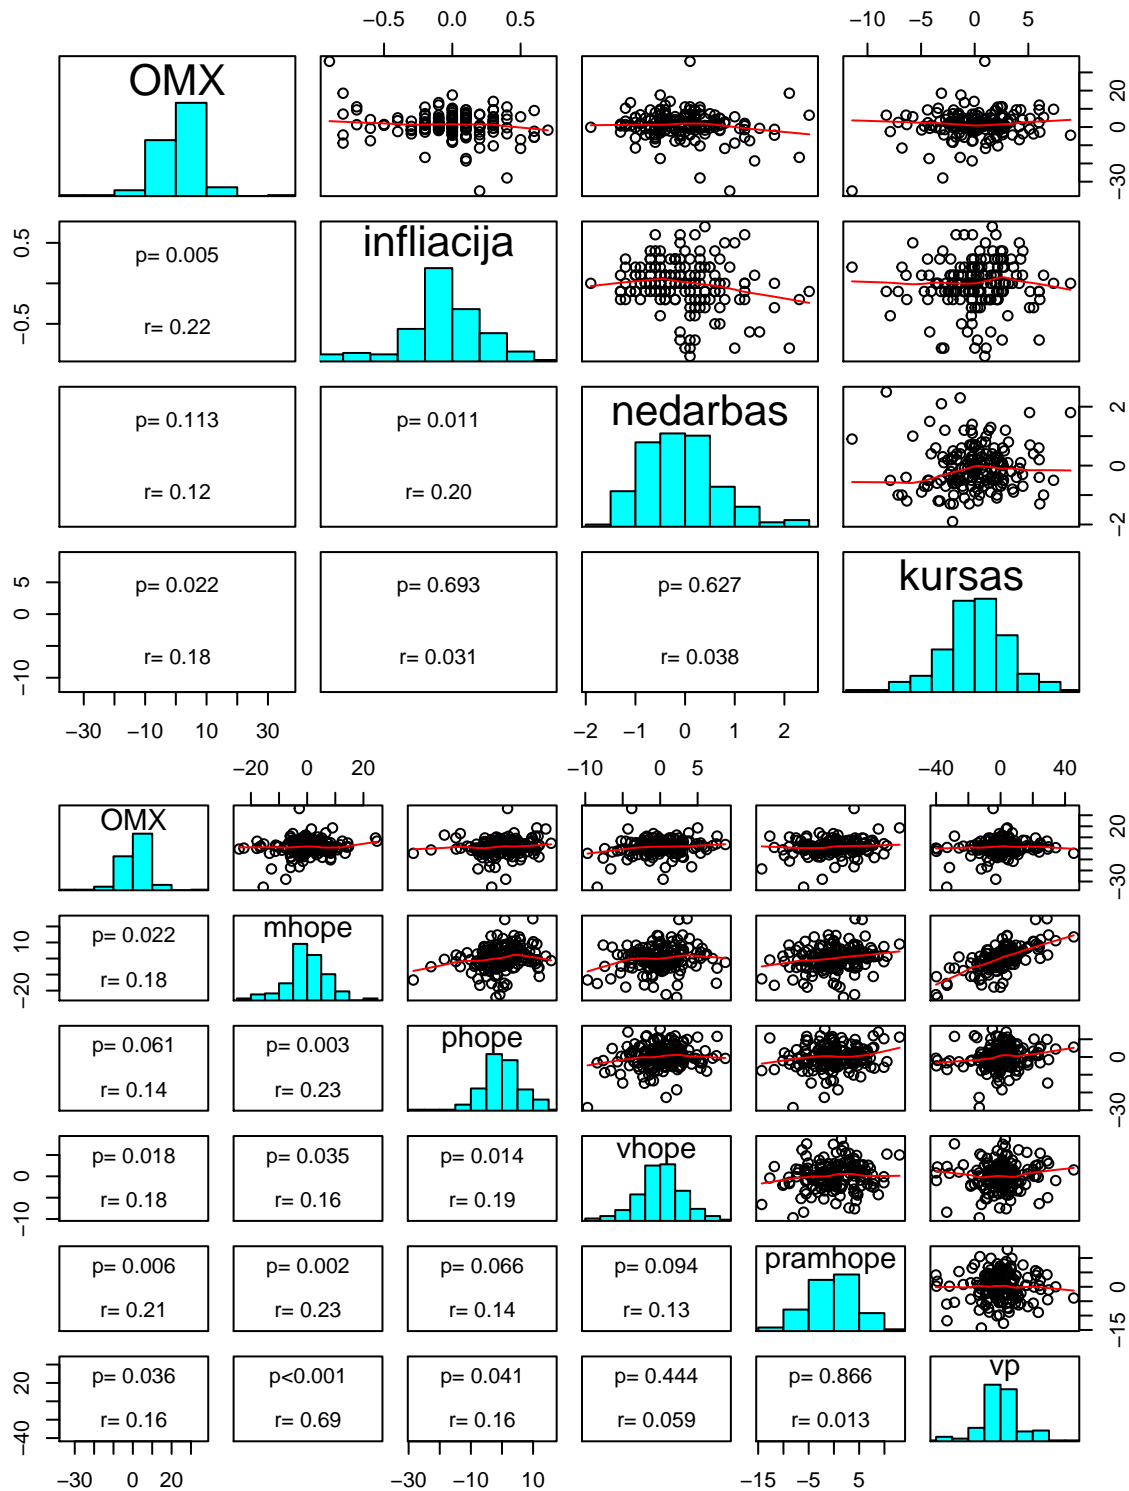 −0.5 0.0 0.5 −10 −5 0 5
OMX
−30 0 20
infliacija
−0.5 0.5
p= 0.005
r= 0.22
nedarbas
p= 0.113 p= 0.011
r= 0.12 r= 0.20
−2 0 2
kursas
−10 0 5
p= 0.022 p= 0.693 p= 0.627
r= 0.18 r= 0.031 r= 0.038
−30 −10 10 30 −2 −1 0 1 2
−20 0 20 −10 0 5 −40 0 40
OMX
−30 20
mhope
−20 10
p= 0.022
r= 0.18
phope
p= 0.061 p= 0.003
r= 0.14 r= 0.23
−30 0
vhope
−10 0
p= 0.018 p= 0.035 p= 0.014
r= 0.18 r= 0.16 r= 0.19
pramhope
p= 0.006 p= 0.002 p= 0.066 p= 0.094
r= 0.21 r= 0.23 r= 0.14 r= 0.13
−15 0
vp
−40 20
p= 0.036 p<0.001 p= 0.041 p= 0.444 p= 0.866
r= 0.16 r= 0.69 r= 0.16 r= 0.059 r= 0.013
−30 0 20 −30 10 −15 −5 5